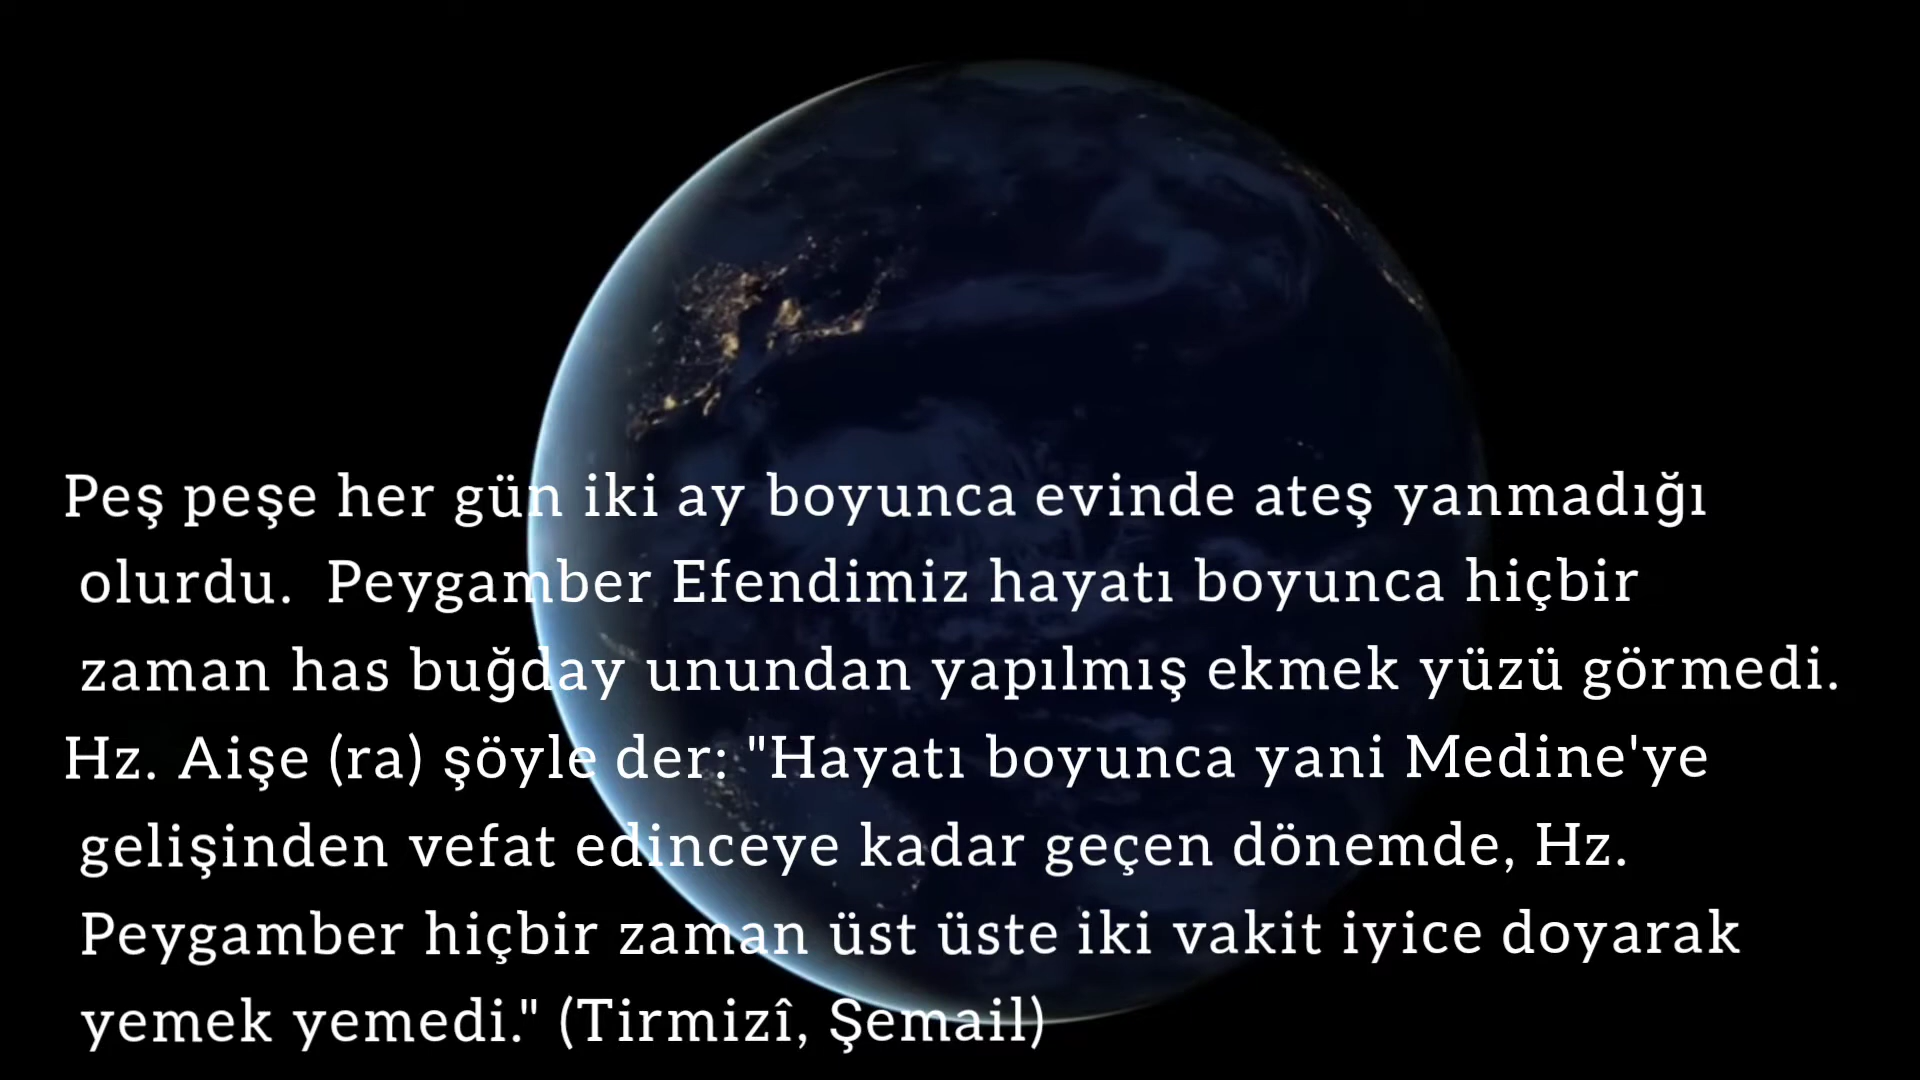 Peş peşe her gün iki ay boyunca evinde ateş yanmadığı
olurdu. Peygamber Efendimiz hayatı boyunca hiçbir
zaman has buğday unundan yapılmış ekmek yüzü görmedi.
Hz. Aişe (ra) şöyle der: "Hayatı boyunca yani Medine'ye
gelişinden vefat edinceye kadar geçen dönemde, Hz.
Peygamber hiçbir zaman üst üste iki vakit iyice doyarak
yemek yemedi." (Tirmizî, Şemail)